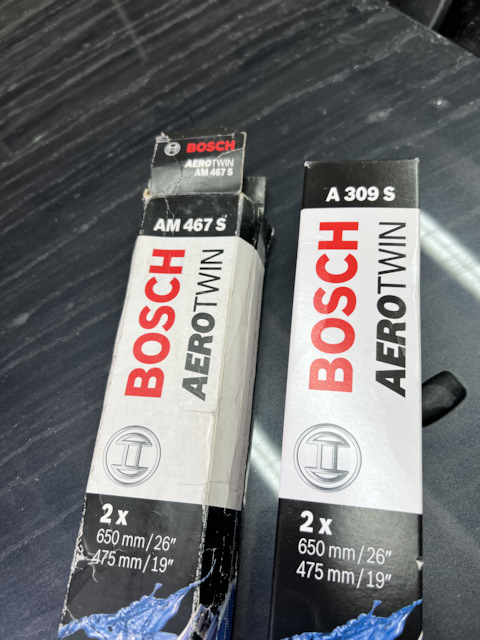 BOSCH
AEROTWIN
AM 467 S
AM 467 S
BOSCH
AEROTWIN
2 x
650 mm/26"
475 mm/19"
A 309 S
BOSCH
AEROTWIN
2 x
650 mm/26"
475 mm/19"